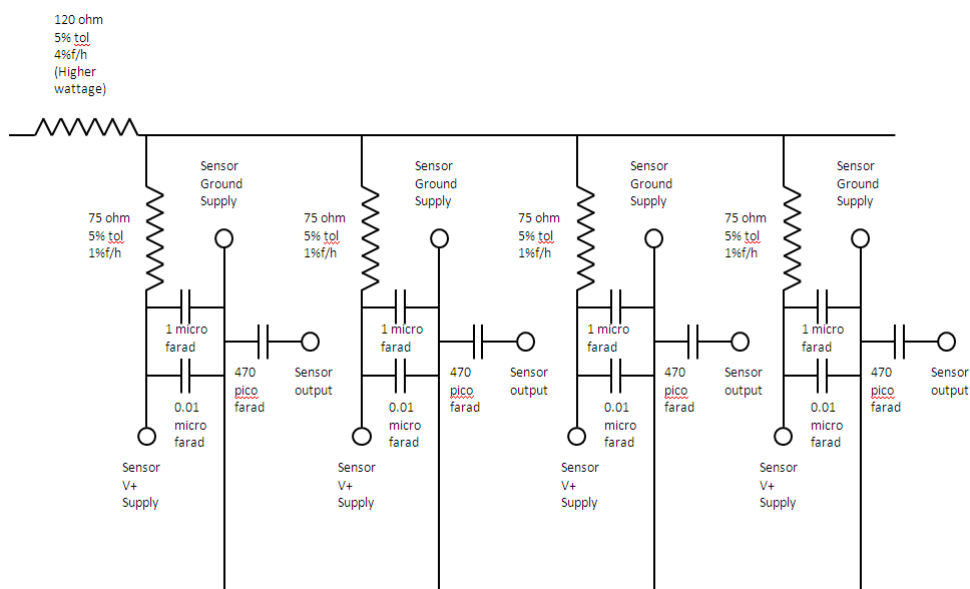 120 ohm
5% tol
4%f/h
(Higher
wattage)
Sensor
Ground
Supply
75 ohm
5% tol
1%f/h
1 micro
farad
0.01
micro
farad
470
pico
farad
Sensor
output
Sensor
V+
Supply
Sensor
Ground
Supply
75 ohm
5% tol
1%f/h
1 micro
farad
0.01
micro
farad
470
pico
farad
Sensor
output
Sensor
V+
Supply
Sensor
Ground
Supply
75 ohm
5% tol
1%f/h
1 micro
farad
0.01
micro
farad
470
pico
farad
Sensor
output
Sensor
V+
Supply
Sensor
Ground
Supply
75 ohm
5% tol
1%f/h
1 micro
farad
0.01
micro
farad
470
pico
farad
Sensor
output
Sensor
V+
Supply